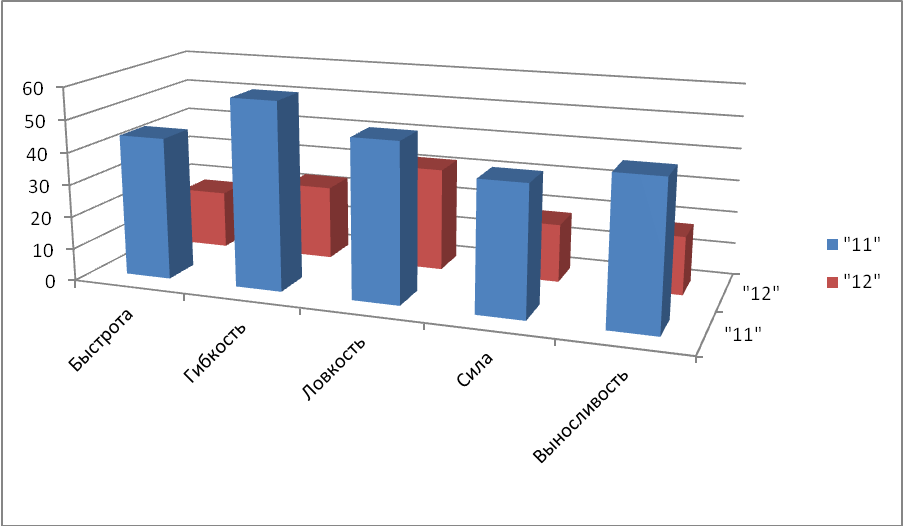 60
50
40
30
20
10
0
Быстрота
Гибкость
Ловкость
Сила
Выносливость
"12"
"11"
"11"
"12"